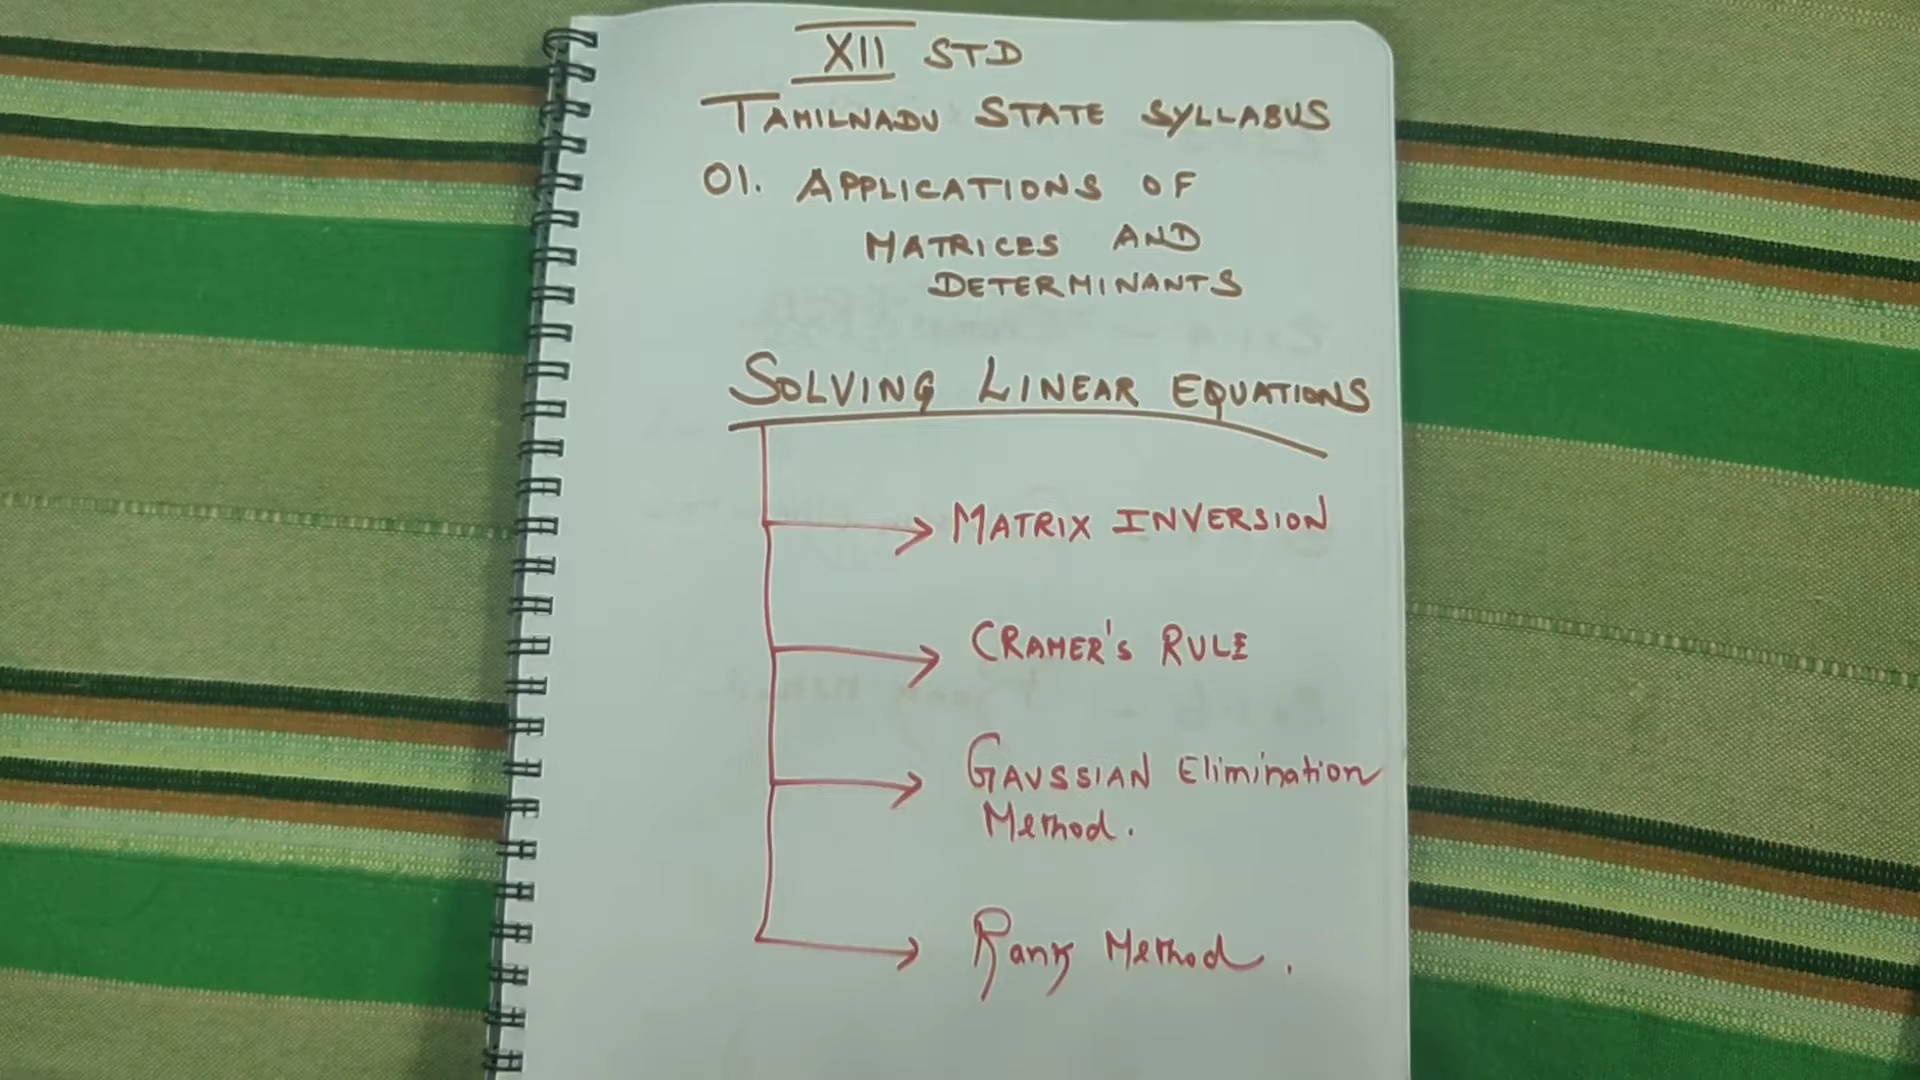 XII STD
TAMILNADU STATE SYLLABUS
01. APPLICATIONS OF
MATRICES AND
DETERMINANTS
SOLVING LINEAR EQUATIONS
MATRIX INVERSION
CRAMER'S RULE
GAUSSIAN Elimination
Method.
Rank Method.